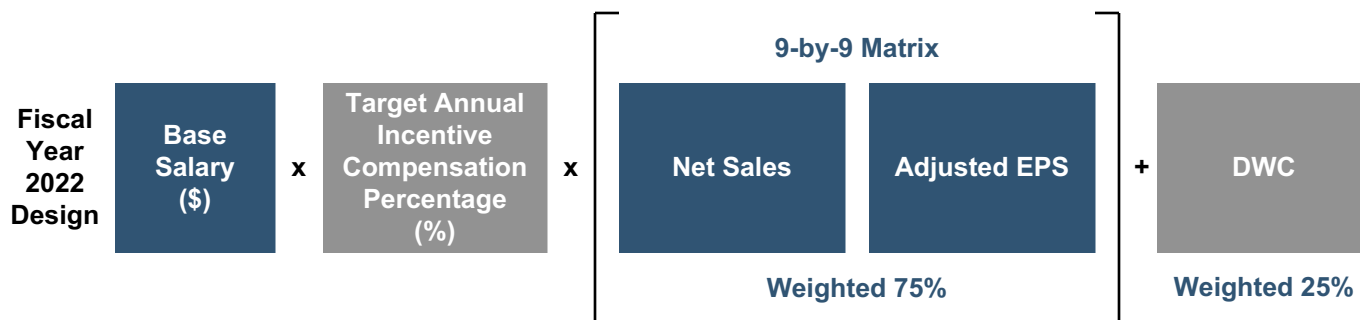 9-by-9 Matrix
Fiscal
Year
2022
Design
Base
Salary
($)
x
Target Annual
Incentive
Compensation
Percentage
(%)
x
Net Sales
Adjusted EPS
+
DWC
Weighted 75%
Weighted 25%